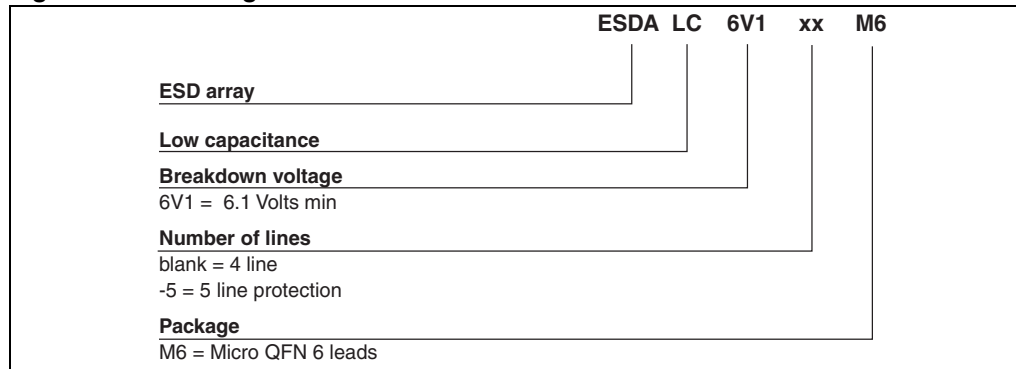 ESDA LC 6V1 xx M6
ESD array
Low capacitance
Breakdown voltage
6V1 = 6.1 Volts min
Number of lines
blank = 4 line
-5 = 5 line protection
Package
M6 = Micro QFN 6 leads